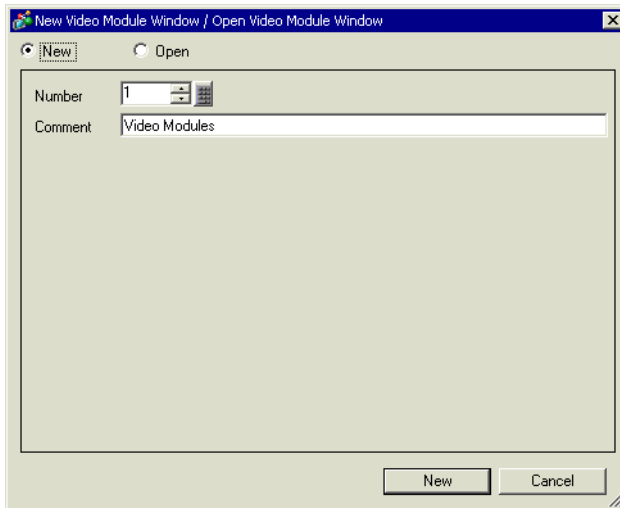 New Video Module Window / Open Video Module Window
New Open
Number 1
Comment Video Modules
New Cancel